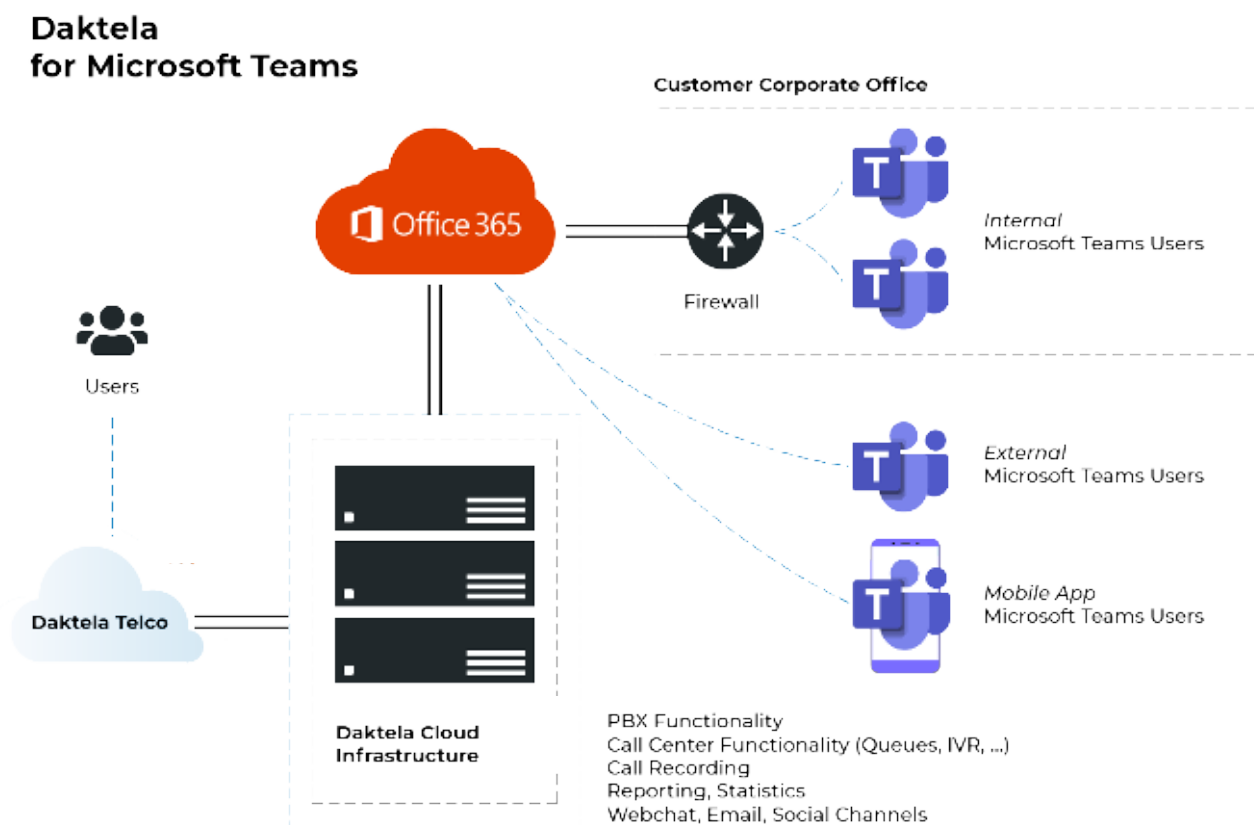 Daktela
for Microsoft Teams
Customer Corporate Office
Office 365
T
T
Internal
Microsoft Teams Users
Firewall
Users
T
External
Microsoft Teams Users
T
Mobile App
Microsoft Teams Users
Daktela Telco
Daktela Cloud
Infrastructure
PBX Functionality
Call Center Functionality (Queues, IVR, ...)
Call Recording
Reporting, Statistics
Webchat, Email, Social Channels